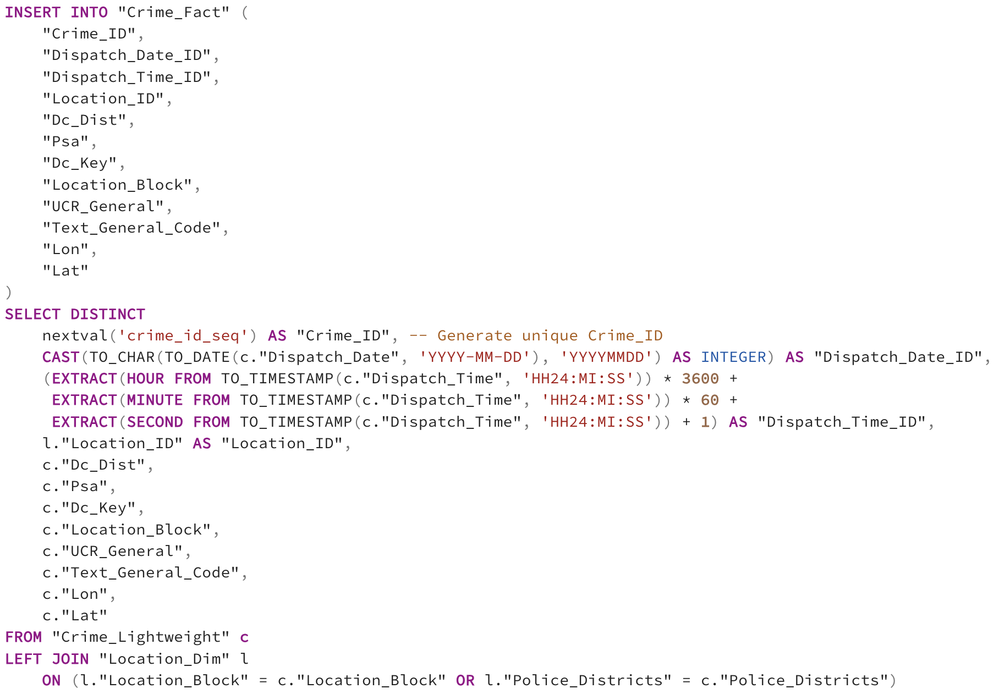 INSERT INTO "Crime_Fact" (
    "Crime_ID",
    "Dispatch_Date_ID",
    "Dispatch_Time_ID",
    "Location_ID",
    "Dc_Dist",
    "Psa",
    "Dc_Key",
    "Location_Block",
    "UCR_General",
    "Text_General_Code",
    "Lon",
    "Lat"
)
SELECT DISTINCT
    nextval('crime_id_seq') AS "Crime_ID", -- Generate unique Crime_ID
    CAST(TO_CHAR(TO_DATE(c."Dispatch_Date", 'YYYY-MM-DD'), 'YYYYMMDD') AS INTEGER) AS "Dispatch_Date_ID",
    (EXTRACT(HOUR FROM TO_TIMESTAMP(c."Dispatch_Time", 'HH24:MI:SS')) * 3600 +
     EXTRACT(MINUTE FROM TO_TIMESTAMP(c."Dispatch_Time", 'HH24:MI:SS')) * 60 +
     EXTRACT(SECOND FROM TO_TIMESTAMP(c."Dispatch_Time", 'HH24:MI:SS')) + 1) AS "Dispatch_Time_ID",
    l."Location_ID" AS "Location_ID",
    c."Dc_Dist",
    c."Psa",
    c."Dc_Key",
    c."Location_Block",
    c."UCR_General",
    c."Text_General_Code",
    c."Lon",
    c."Lat"
FROM "Crime_Lightweight" c
LEFT JOIN "Location_Dim" l
    ON (l."Location_Block" = c."Location_Block" OR l."Police_Districts" = c."Police_Districts")